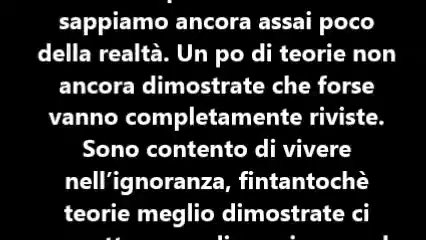 sappiamo ancora assai poco
della realtà. Un po di teorie non
ancora dimostrate che forse
vanno completamente riviste.
Sono contento di vivere
nell’ignoranza, fintantochè
teorie meglio dimostrate ci